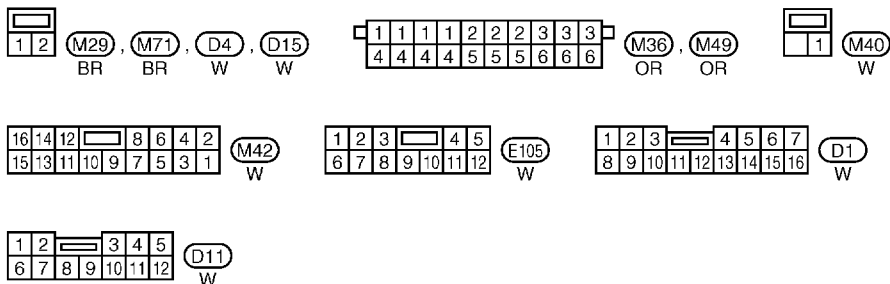 1 2 M29 , M71 , D4 , D15
BR BR W W
1 1 1 1 2 2 2 3 3 3 M36 , M49
4 4 4 4 5 5 5 6 6 6 OR OR
1 M40
W
16 14 12 8 6 4 2 M42
15 13 11 10 9 7 5 3 1 W
1 2 3 4 5 E105
6 7 8 9 10 11 12 W
1 2 3 4 5 6 7 D1
8 9 10 11 12 13 14 15 16 W
1 2 3 4 5 D11
6 7 8 9 10 11 12 W